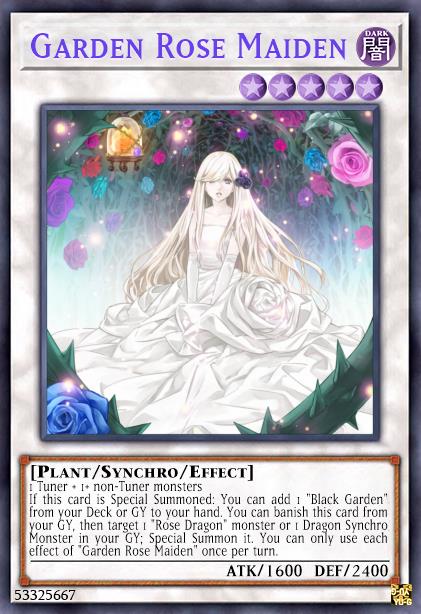 GARDEN ROSE MAIDEN
DARK
闇
[PLANT/SYNCHRO/EFFECT]
1 Tuner + 1+ non-Tuner monsters
If this card is Special Summoned: You can add 1 "Black Garden"
from your Deck or GY to your hand. You can banish this card from
your GY, then target 1 "Rose Dragon" monster or 1 Dragon Synchro
Monster in your GY; Special Summon it. You can only use each
effect of "Garden Rose Maiden" once per turn.
ATK/1600 DEF/2400
53325667